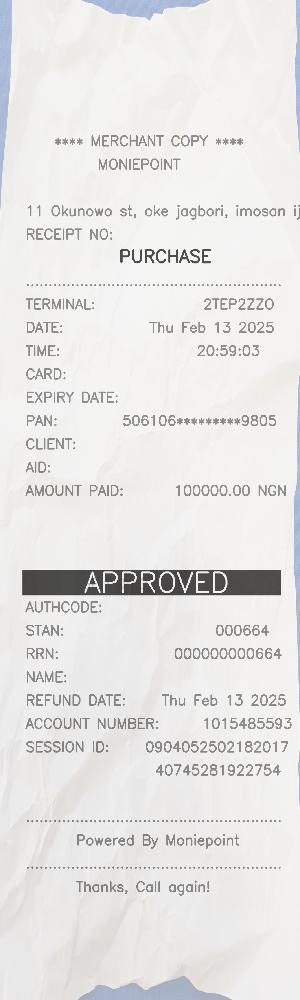 **** MERCHANT COPY ****
MONIEPOINT
11 Okunowo st, oke jagbori, imosan ij
RECEIPT NO:
PURCHASE
TERMINAL: 2TEP2ZZO
DATE: Thu Feb 13 2025
TIME: 20:59:03
CARD:
EXPIRY DATE:
PAN: 506106*********9805
CLIENT:
AID:
AMOUNT PAID: 100000.00 NGN
APPROVED
AUTHCODE:
STAN: 000664
RRN: 000000000664
NAME:
REFUND DATE: Thu Feb 13 2025
ACCOUNT NUMBER: 1015485593
SESSION ID: 0904052502182017
40745281922754
Powered By Moniepoint
Thanks, Call again!